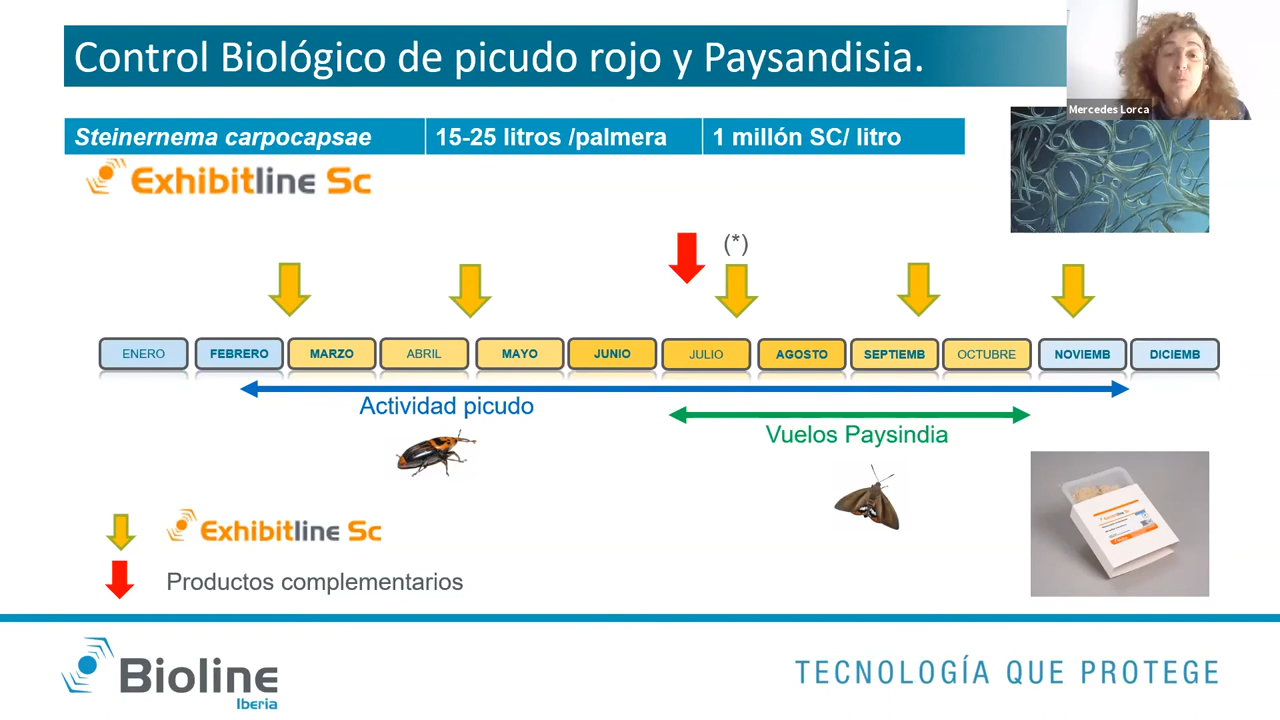 Control Biológico de picudo rojo y Paysandisia.
Mercedes Lorca
Steinernema carpocapsae 15-25 litros /palmera 1 millón SC/ litro
Exhibitline Sc
(*)
ENERO FEBRERO MARZO ABRIL MAYO JUNIO JULIO AGOSTO SEPTIEMB OCTUBRE NOVIEMB DICIEMB
Actividad picudo
Vuelos Paysindia
Exhibitline Sc
Productos complementarios
Bioline
Iberia
TECNOLOGÍA QUE PROTEGE